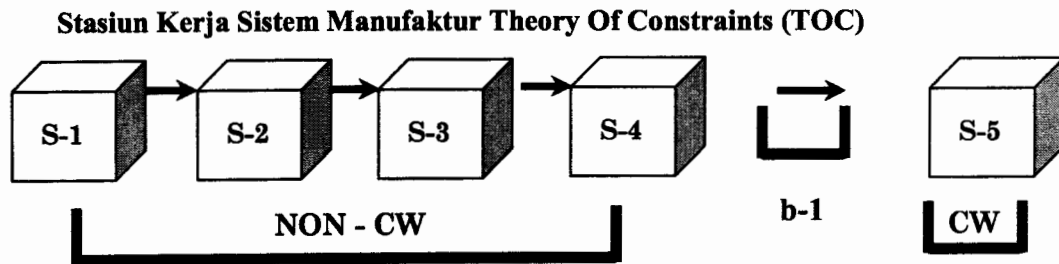 Stasiun Kerja Sistem Manufaktur Theory Of Constraints (TOC)
S-1
S-2
S-3
S-4
S-5
NON - CW
b-1
CW